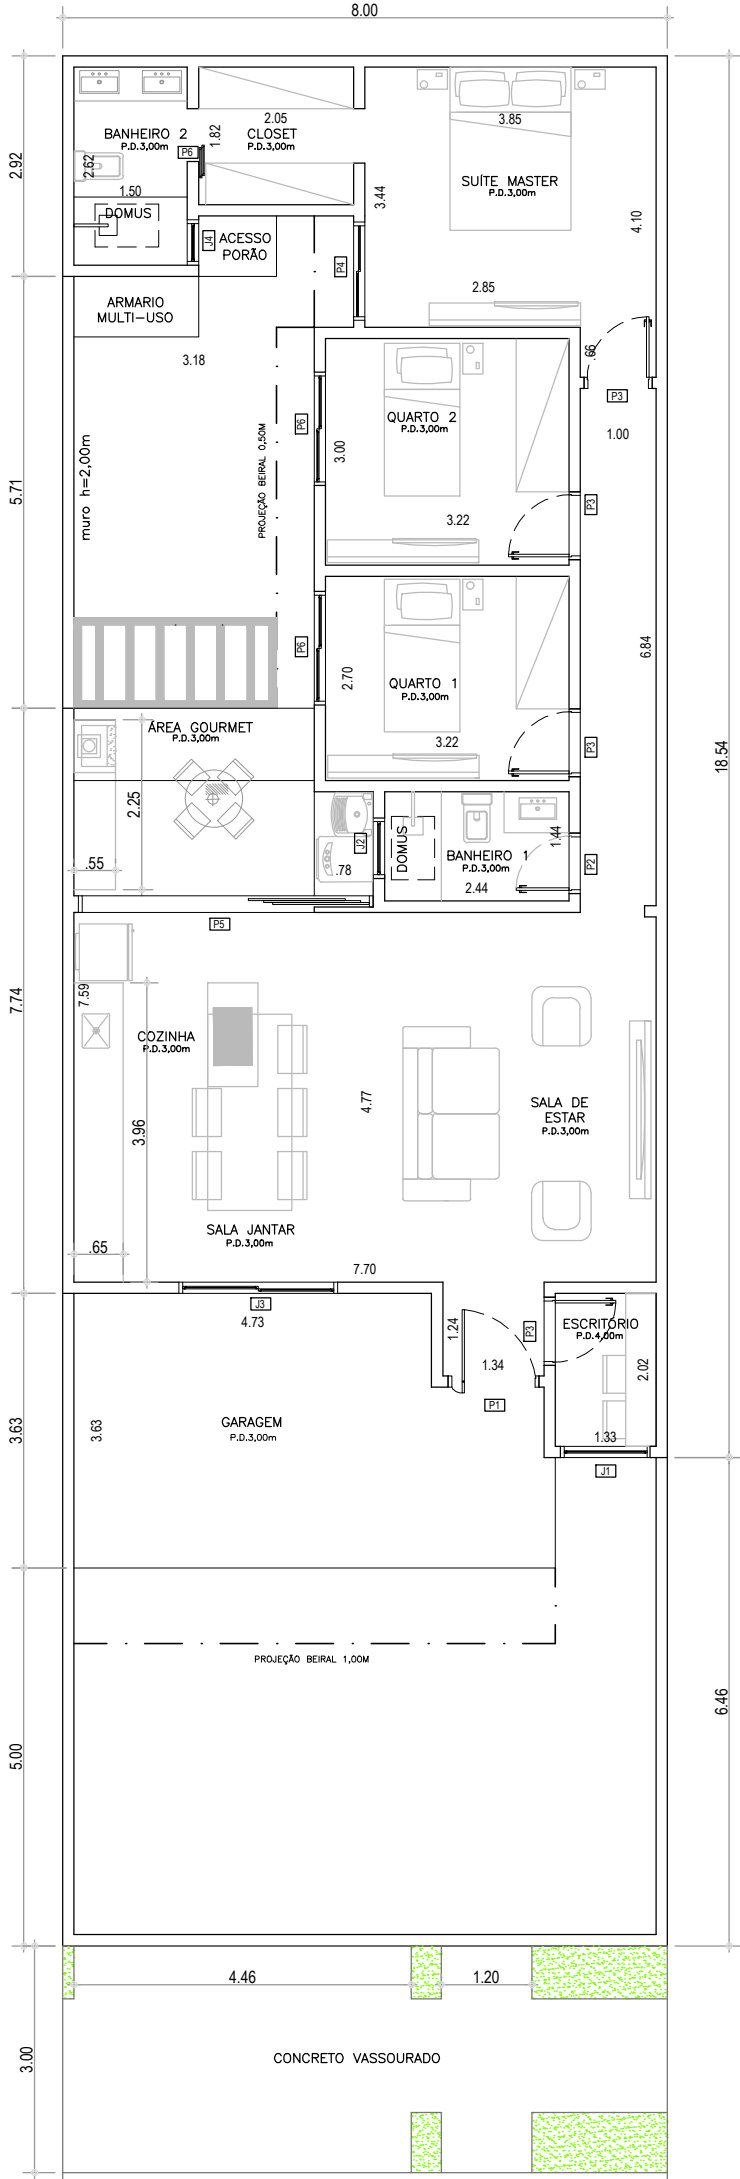 8.00
2.05
BANHEIRO 2
P.D.3,00m
1.82
CLOSET
P.D.3,00m
3.85
P6
2.62
1.50
DOMUS
SUÍTE MASTER
P.D.3,00m
3.44
4.10
2.92
J4
ACESSO
PORÃO
P4
ARMARIO
MULTI-USO
2.85
3.18
.66
P3
1.00
QUARTO 2
P.D.3,00m
P6
3.00
PROJEÇÃO BEIRAL 0,50M
muro h=2,00m
5.71
3.22
P3
P6
2.70
QUARTO 1
P.D.3,00m
6.84
3.22
P3
18.54
ÁREA GOURMET
P.D.3,00m
2.25
.55
.78
J2
DOMUS
BANHEIRO 1
P.D.3,00m
2.44
1.44
P2
P5
7.59
7.74
COZINHA
P.D.3,00m
3.96
4.77
SALA DE
ESTAR
P.D.3,00m
SALA JANTAR
P.D.3,00m
.65
7.70
J3
4.73
1.24
P3
1.34
ESCRITÓRIO
P.D.4,00m
2.02
P1
1.33
J1
GARAGEM
P.D.3,00m
3.63
3.63
PROJEÇÃO BEIRAL 1,00M
5.00
6.46
4.46
1.20
3.00
CONCRETO VASSOURADO